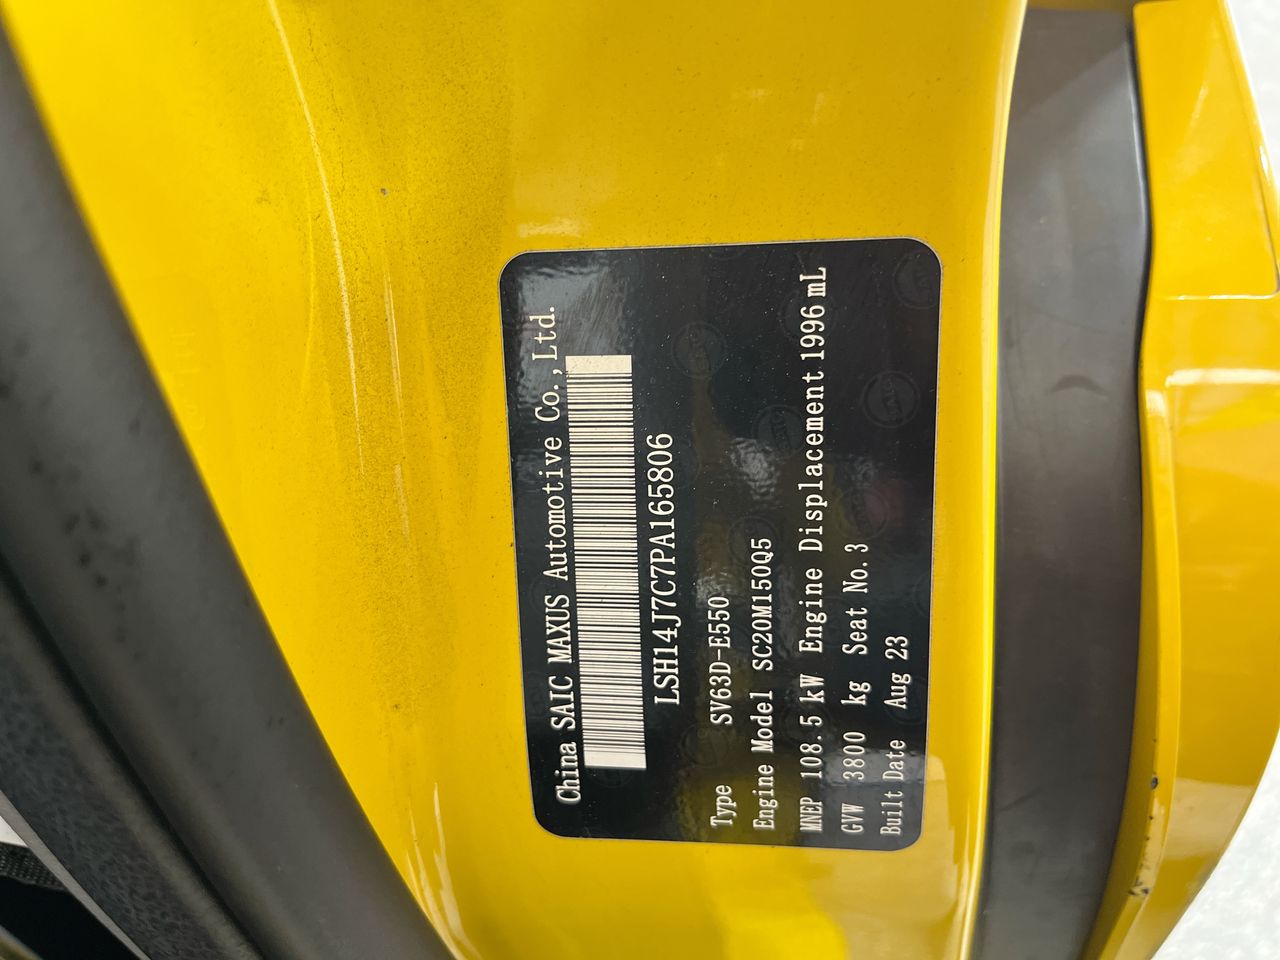 China SAIC MAXUS Automotive Co.,Ltd.
LSH14J7C7PA165806
Type SV63D-E550
Engine Model SC20M150Q5
MNEP 108.5 kW Engine Displacement 1996 mL
GVW 3800 kg Seat No. 3
Built Date Aug 23